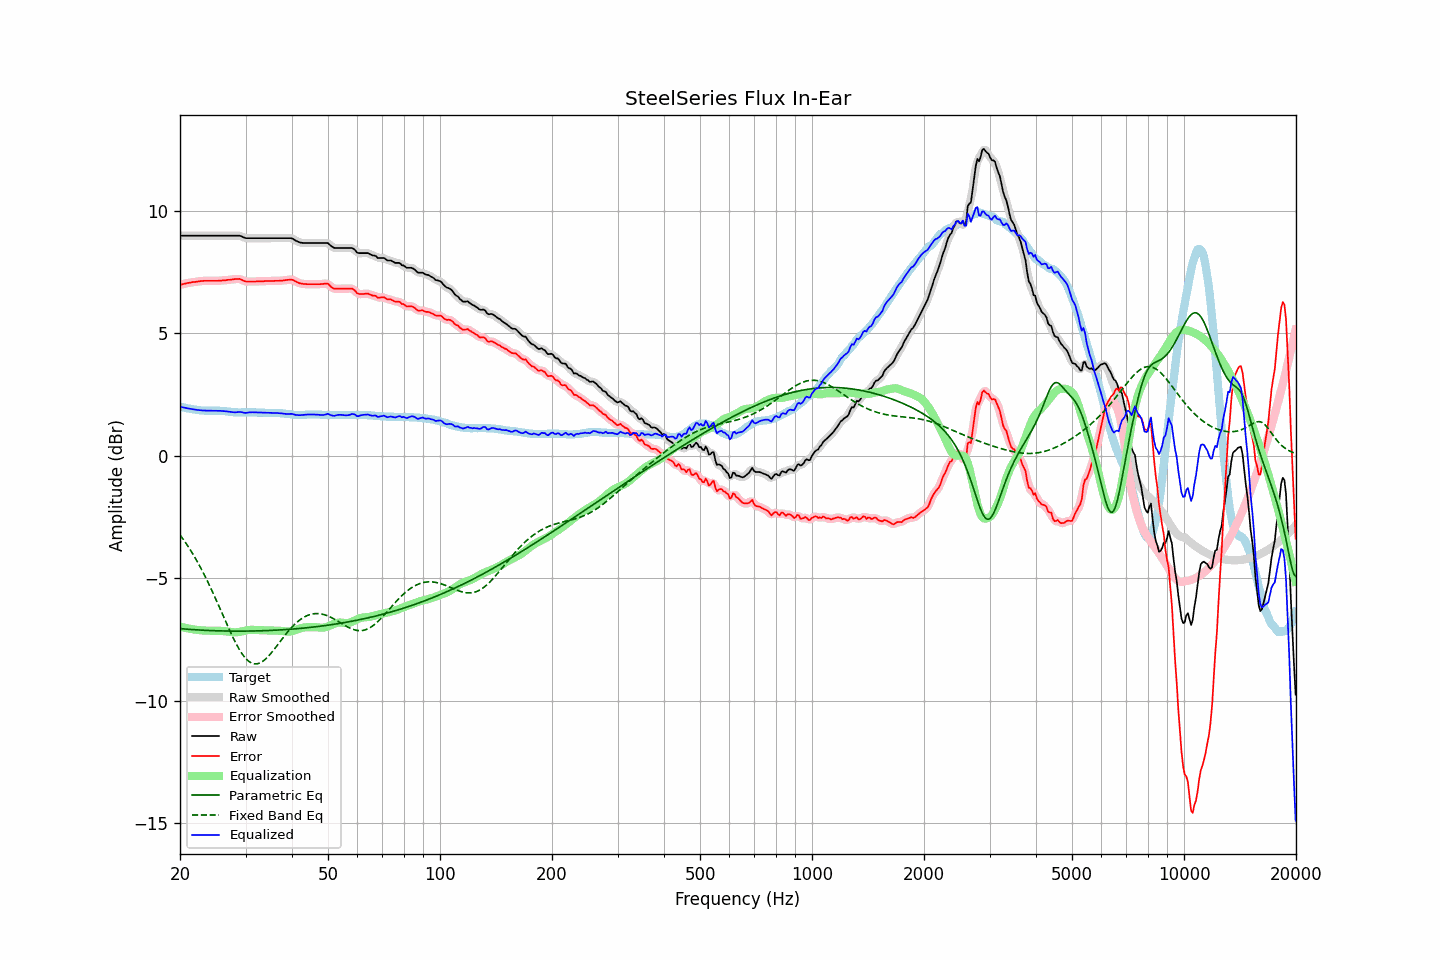 SteelSeries Flux In-Ear
Amplitude (dBr)
10
5
0
−5
−10
−15
Target
Raw Smoothed
Error Smoothed
Raw
Error
Equalization
Parametric Eq
Fixed Band Eq
Equalized
20 50 100 200 500 1000 2000 5000 10000 20000
Frequency (Hz)